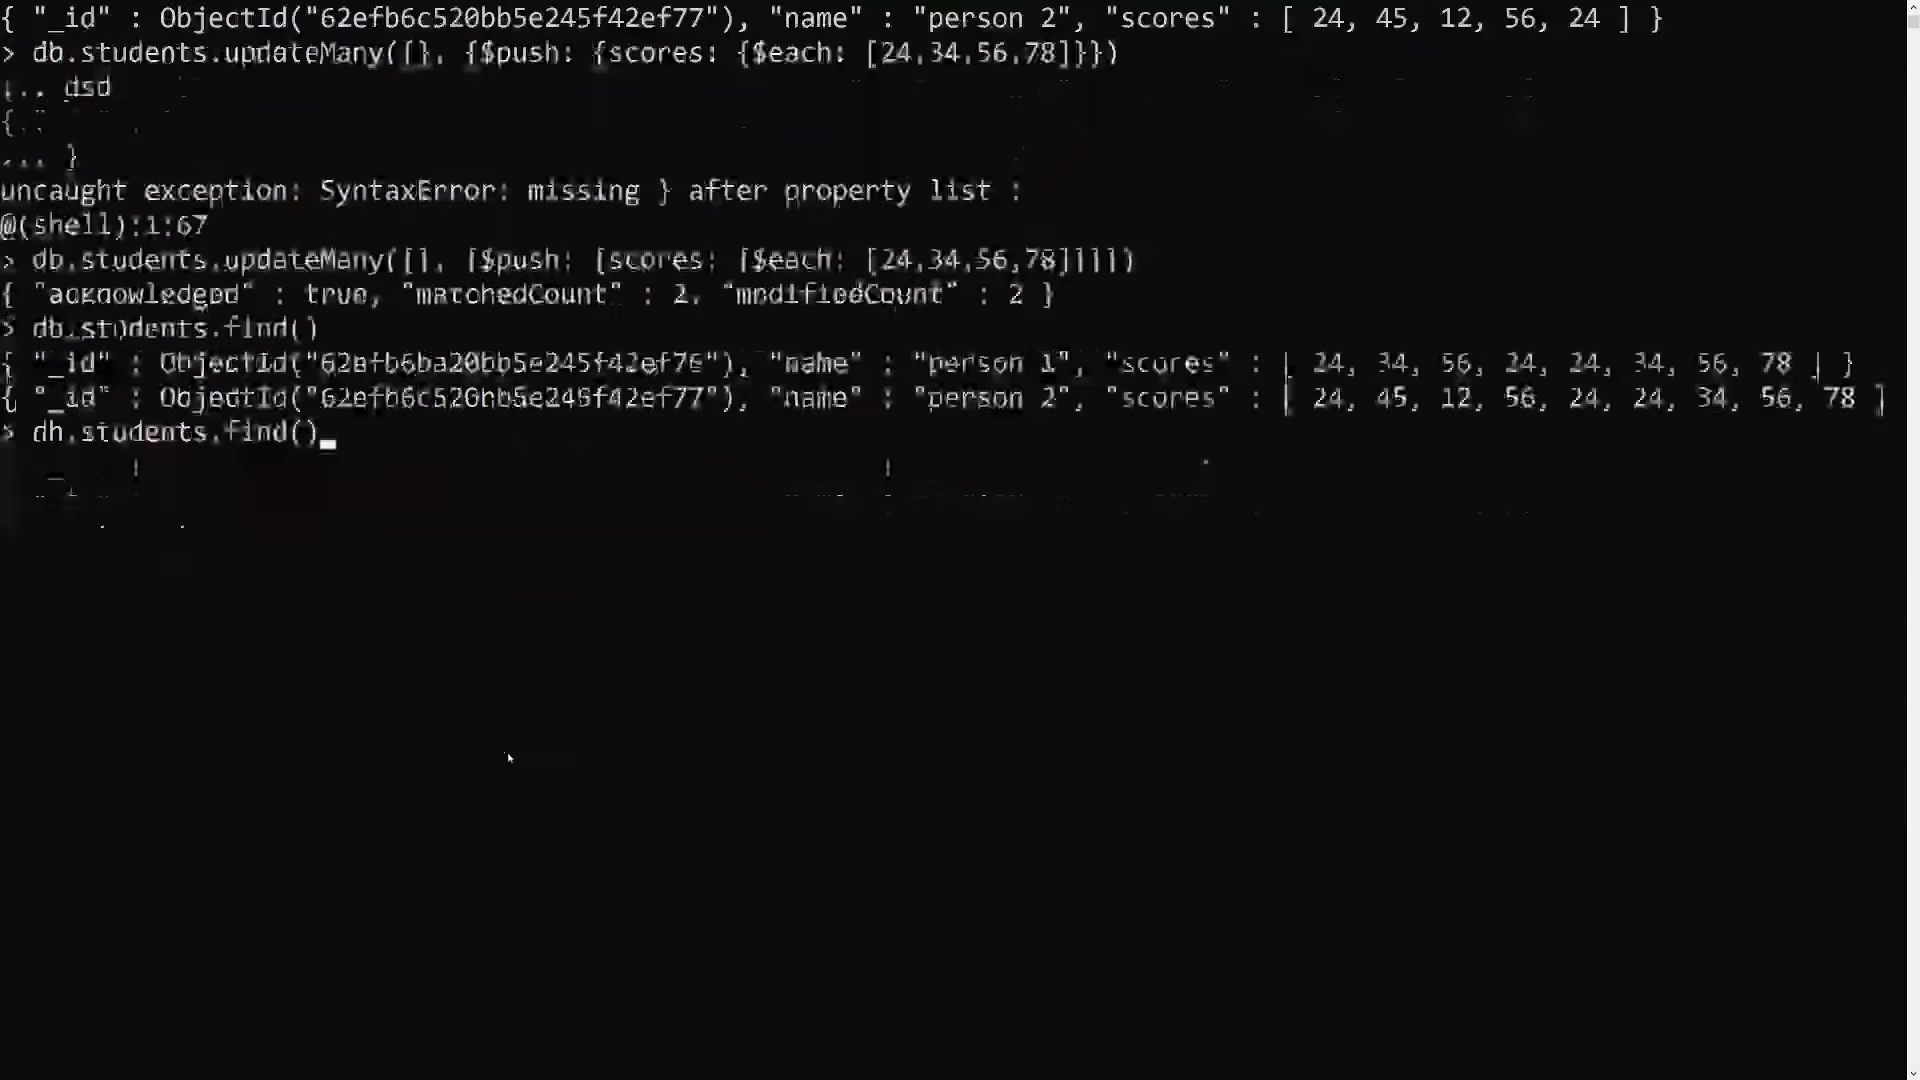 { "_id" : ObjectId("62efb6c520bb5e245f42ef77"), "name" : "person 2", "scores" : [ 24, 45, 12, 56, 24 ] }
> db.students.updateMany({}, {$push: {scores: {$each: [24,34,56,78]}})
... dsd
...
... }
uncaught exception: SyntaxError: missing } after property list :
@(shell):1:67
> db.students.updateMany({}, {$push: {scores: {$each: [24,34,56,78]}}})
{ "acknowledged" : true, "matchedCount" : 2, "modifiedCount" : 2 }
> db.students.find()
{ "_id" : ObjectId("62efb6ba20bb5e245f42ef76"), "name" : "person 1", "scores" : [ 24, 34, 56, 24, 24, 34, 56, 78 ] }
{ "_id" : ObjectId("62efb6c520bb5e245f42ef77"), "name" : "person 2", "scores" : [ 24, 45, 12, 56, 24, 24, 34, 56, 78 ]
> db.students.find()